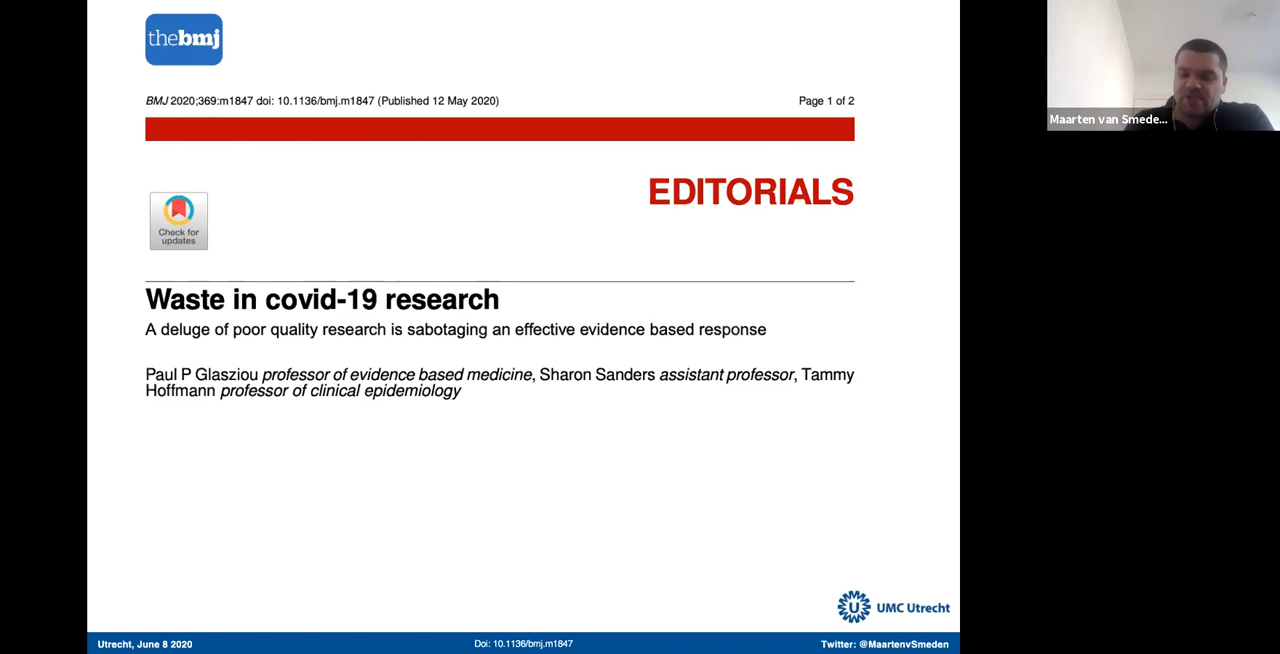 thebmj
Maarten van Smede...
BMJ 2020;369:m1847 doi: 10.1136/bmj.m1847 (Published 12 May 2020)
Page 1 of 2
EDITORIALS
Check for
updates
Waste in covid-19 research
A deluge of poor quality research is sabotaging an effective evidence based response
Paul P Glasziou professor of evidence based medicine, Sharon Sanders assistant professor, Tammy
Hoffmann professor of clinical epidemiology
U
UMC Utrecht
Utrecht, June 8 2020
Doi: 10.1136/bmj.m1847
Twitter: @MaartenvSmeden